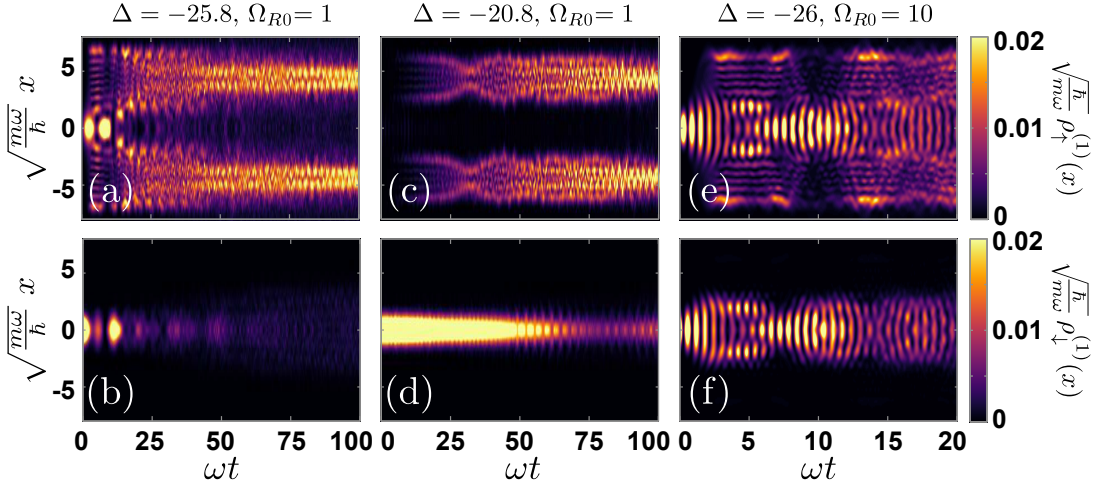 Δ = −25.8, Ω_{R0} = 1
Δ = −20.8, Ω_{R0} = 1
Δ = −26, Ω_{R0} = 10
√(mω/ħ) x
5
0
-5
(a)
(c)
(e)
0.02
0.01
0
√(ħ/mω) ρ↑^{(1)}(x)
√(mω/ħ) x
5
0
-5
(b)
(d)
(f)
0.02
0.01
0
√(ħ/mω) ρ↓^{(1)}(x)
0 25 50 75 100
0 25 50 75 100
0 5 10 15 20
ωt
ωt
ωt